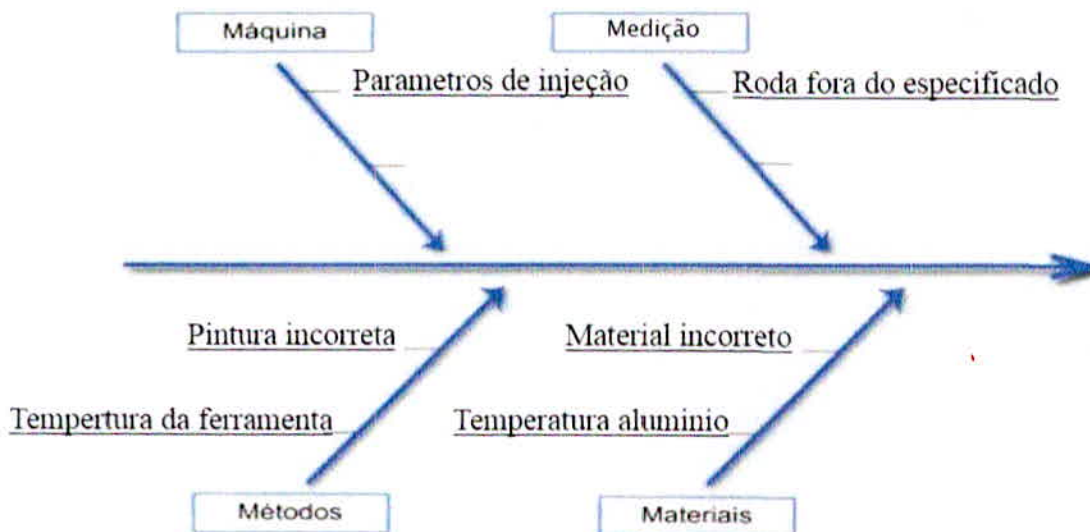 Máquina
Medição
Parametros de injeção
Roda fora do especificado
Pintura incorreta
Material incorreto
Tempertura da ferramenta
Temperatura aluminio
Métodos
Materiais